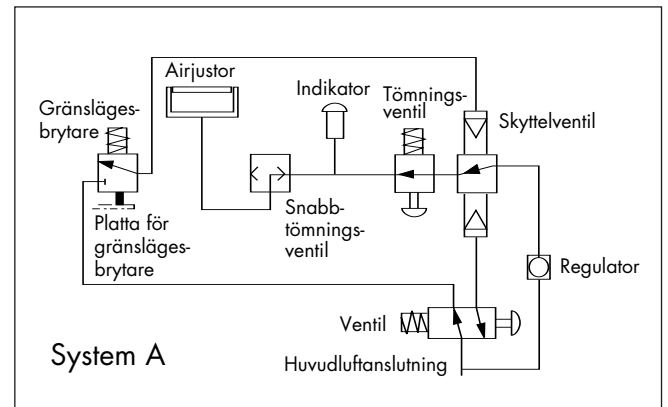 Airjustor
Indikator
Tömnings-
ventil
Gränsläges-
brytare
Skyttelventil
Snabb-
tömnings-
ventil
Platta för
gränsläges-
brytare
Regulator
Ventil
System A
Huvudluftanslutning